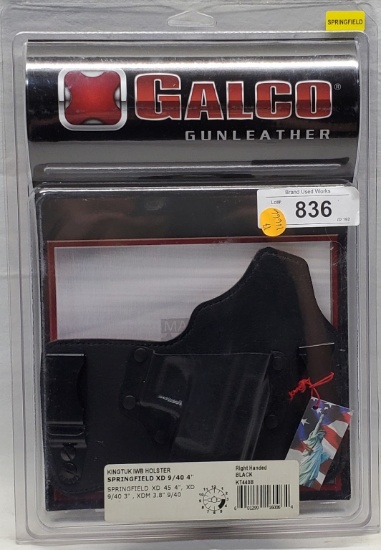 SPRINGFIELD
GALCO®
GUNLEATHER
Brand Used Works
Lot#
836
KINGTUK IWB HOLSTER
SPRINGFIELD XD 9/40 4"
SPRINGFIELD XD 45 4", XD
9/40 3", XDM 3.8" 9/40
Right Handed
BLACK
KT440B